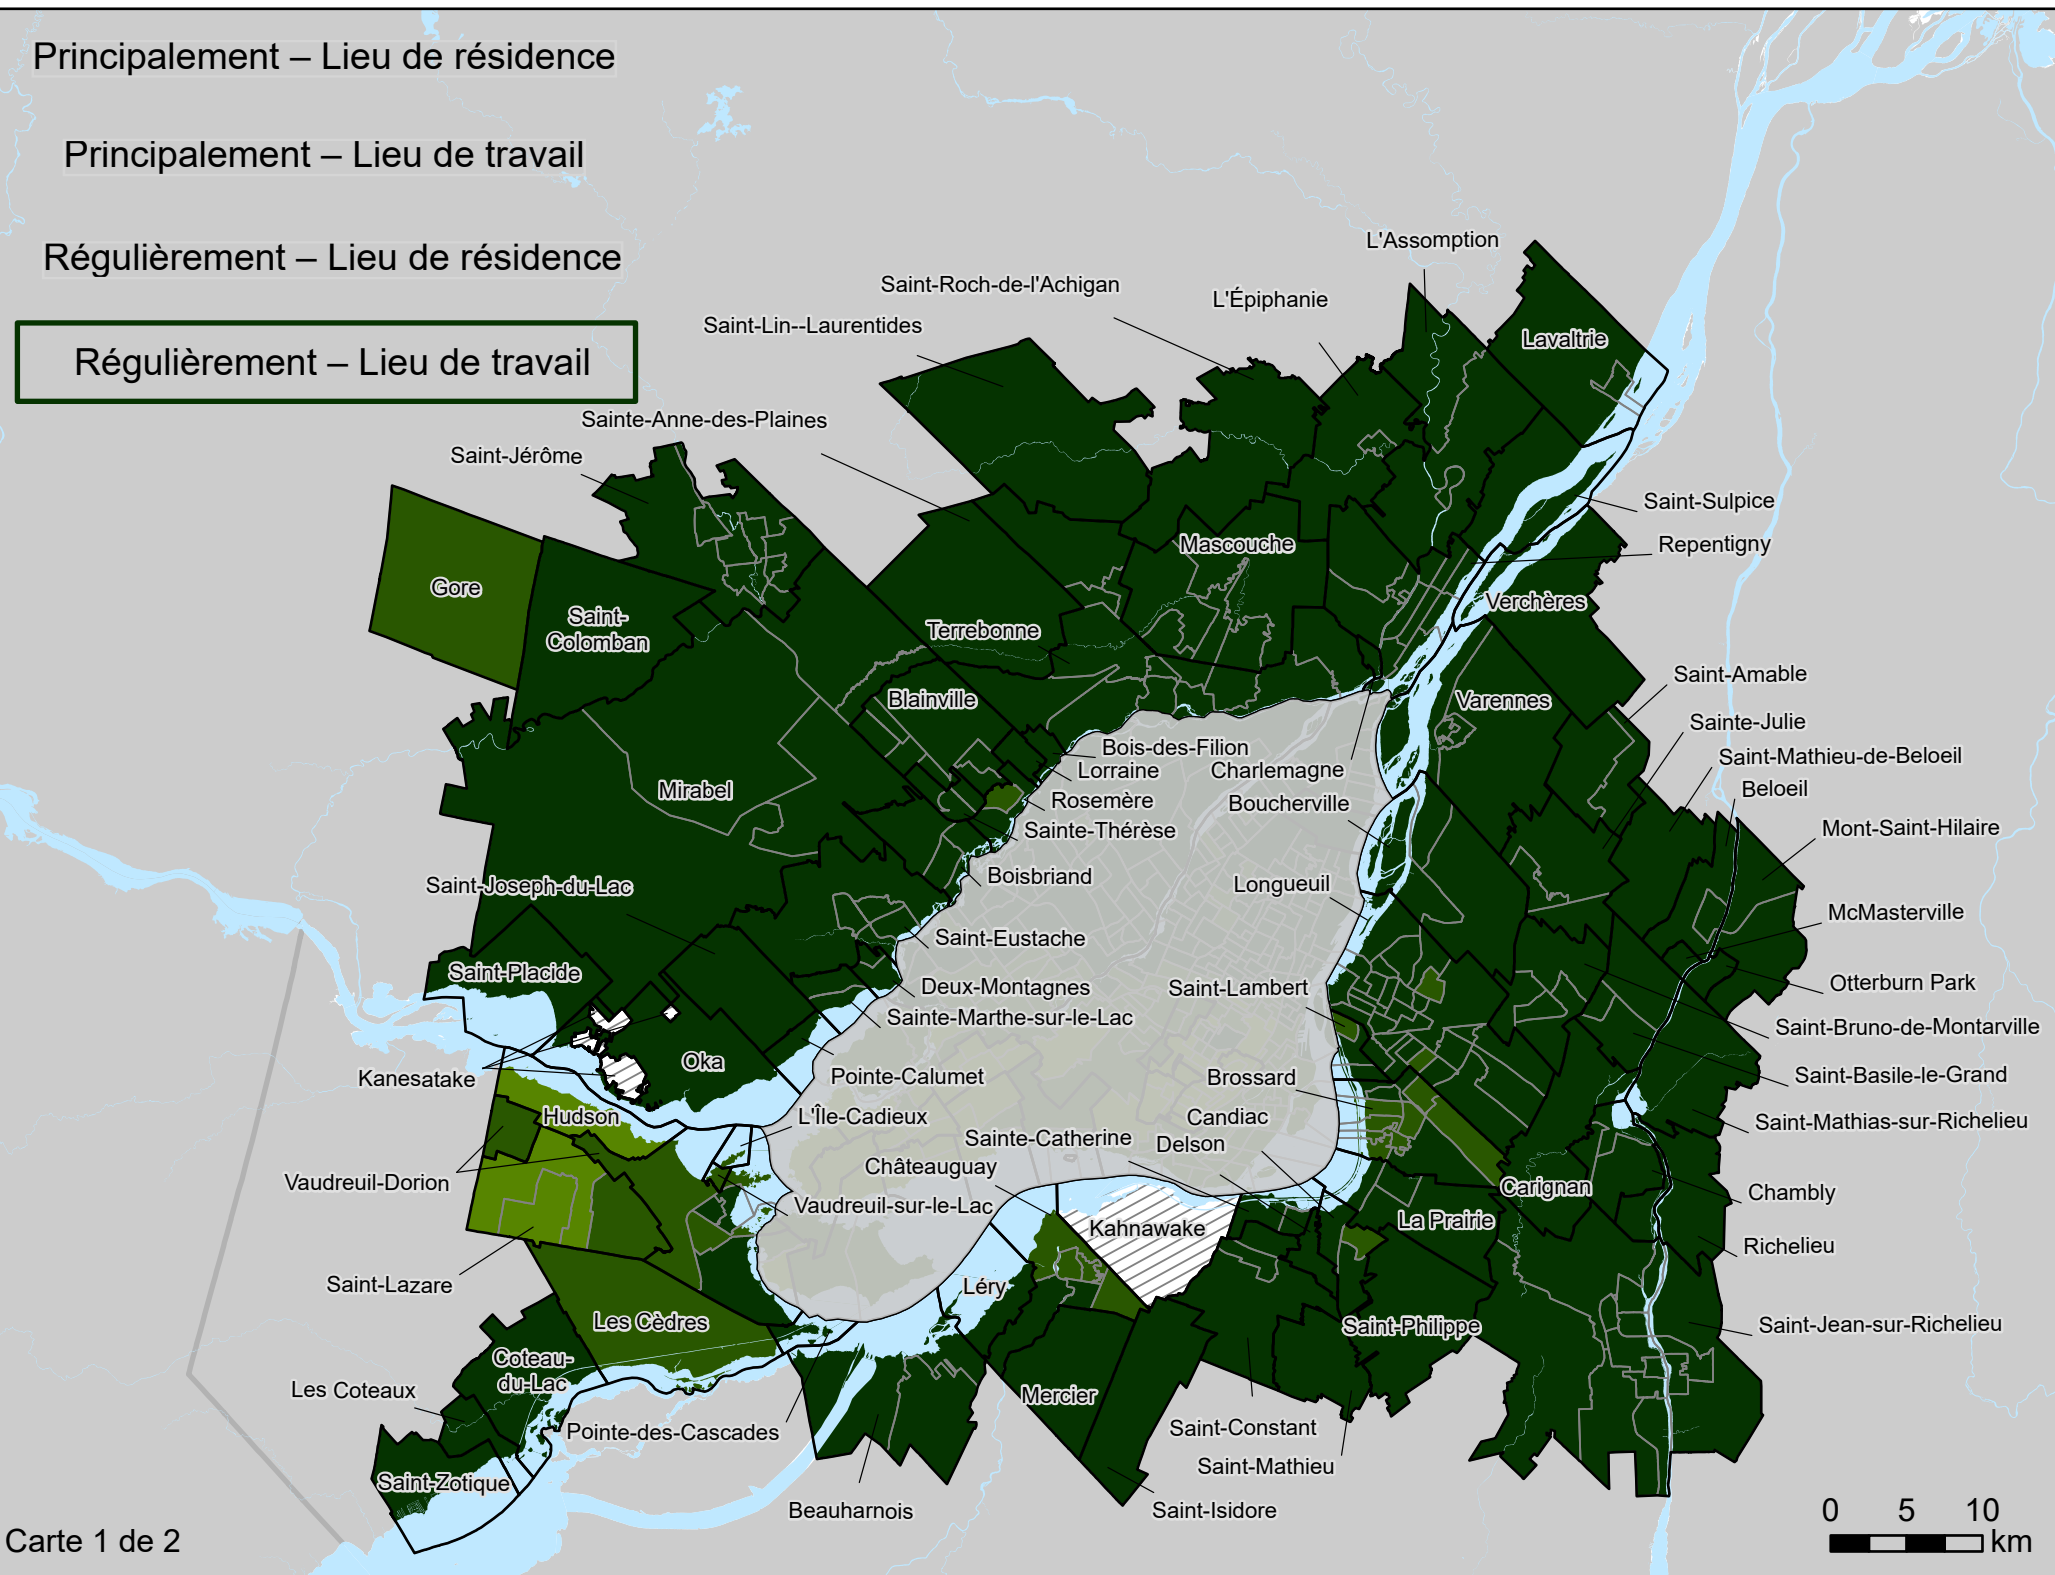 Principalement – Lieu de résidence
Principalement – Lieu de travail
Régulièrement – Lieu de résidence
Régulièrement – Lieu de travail
L'Assomption
Saint-Roch-de-l'Achigan
L'Épiphanie
Saint-Lin--Laurentides
Lavaltrie
Sainte-Anne-des-Plaines
Saint-Jérôme
Saint-Sulpice
Repentigny
Mascouche
Gore
Saint-
Colomban
Verchères
Terrebonne
Saint-Amable
Blainville
Varennes
Sainte-Julie
Bois-des-Filion
Saint-Mathieu-de-Beloeil
Lorraine
Charlemagne
Mirabel
Beloeil
Rosemère
Boucherville
Sainte-Thérèse
Mont-Saint-Hilaire
Boisbriand
Longueuil
Saint-Joseph-du-Lac
McMasterville
Saint-Eustache
Saint-Placide
Otterburn Park
Deux-Montagnes
Saint-Lambert
Sainte-Marthe-sur-le-Lac
Saint-Bruno-de-Montarville
Oka
Kanesatake
Pointe-Calumet
Brossard
Saint-Basile-le-Grand
Hudson
L'Île-Cadieux
Candiac
Saint-Mathias-sur-Richelieu
Sainte-Catherine
Delson
Châteauguay
Vaudreuil-Dorion
Carignan
Chambly
Vaudreuil-sur-le-Lac
Kahnawake
La Prairie
Richelieu
Saint-Lazare
Léry
Les Cèdres
Saint-Philippe
Saint-Jean-sur-Richelieu
Coteau-
du-Lac
Les Coteaux
Mercier
Pointe-des-Cascades
Saint-Constant
Saint-Mathieu
Saint-Zotique
Beauharnois
Saint-Isidore
Carte 1 de 2
0 5 10
km